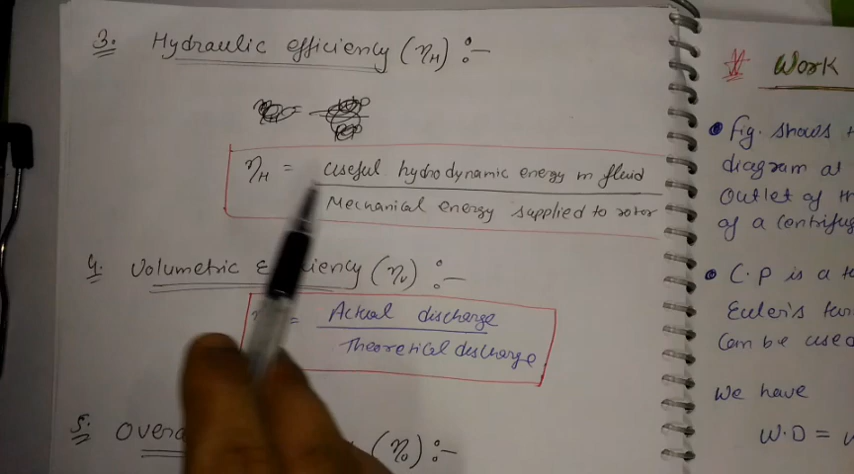 3. Hydraulic efficiency (ηH) :-
ηH = useful hydrodynamic energy in fluid
Mechanical energy supplied to rotor
4. Volumetric (ηv) :-
= Actual discharge
Theoretical discharge
5. (ηo) :-
Work
Fig. shows
diagram at
outlet of
of a
C.P is a
Euler's
Can be used
We have
W.D =